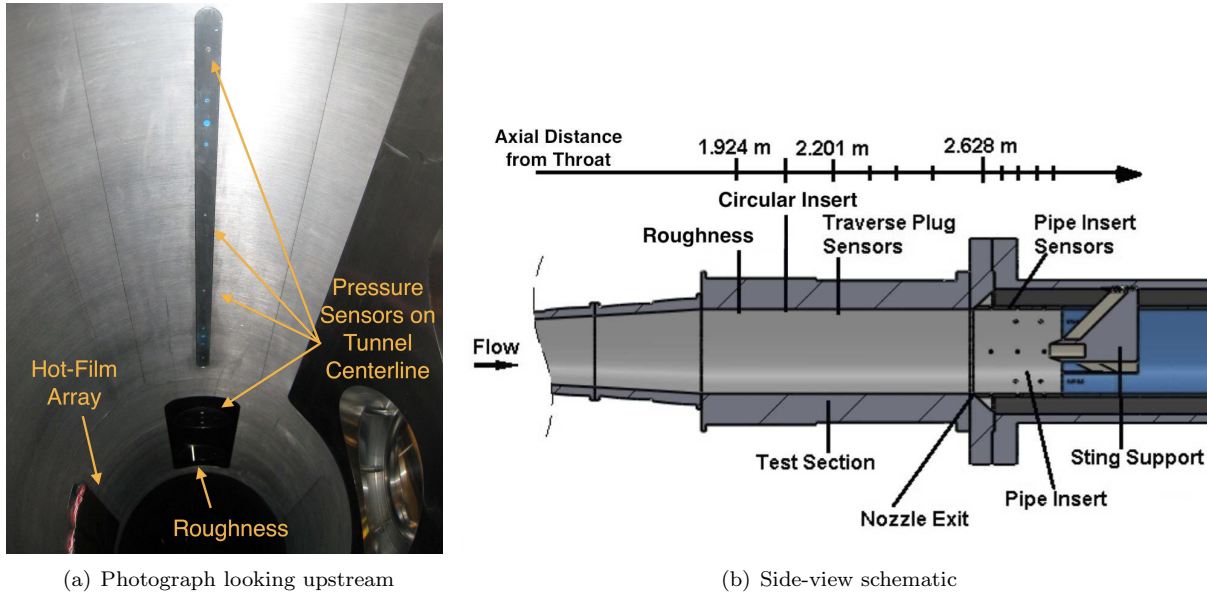 Pressure
Sensors on
Tunnel
Centerline
Hot-Film
Array
Roughness
(a) Photograph looking upstream
Axial Distance
from Throat
1.924 m
2.201 m
2.628 m
Circular Insert
Roughness
Traverse Plug
Sensors
Pipe Insert
Sensors
Flow
Test Section
Nozzle Exit
Pipe Insert
Sting Support
(b) Side-view schematic